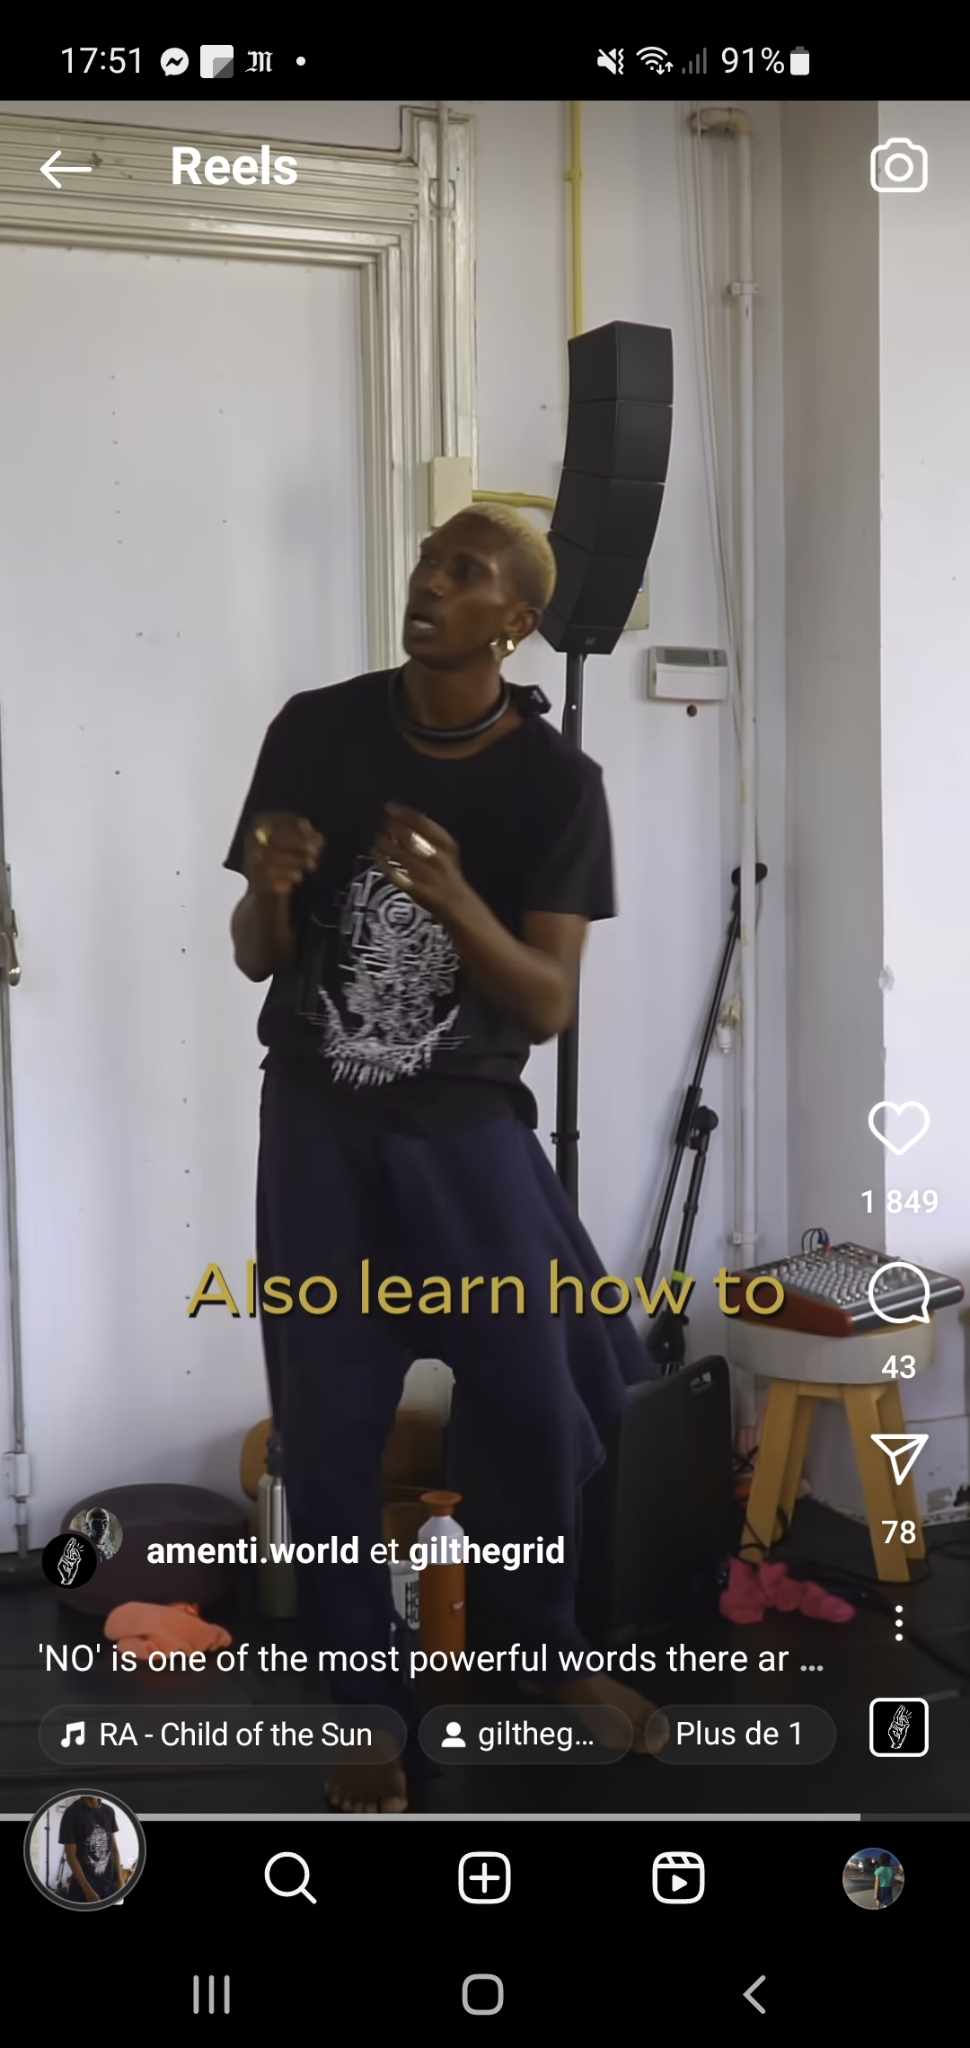 17:51
91%
Reels
1 849
Also learn how to
43
78
amenti.world et gilthegrid
'NO' is one of the most powerful words there ar ...
RA - Child of the Sun
giltheg...
Plus de 1